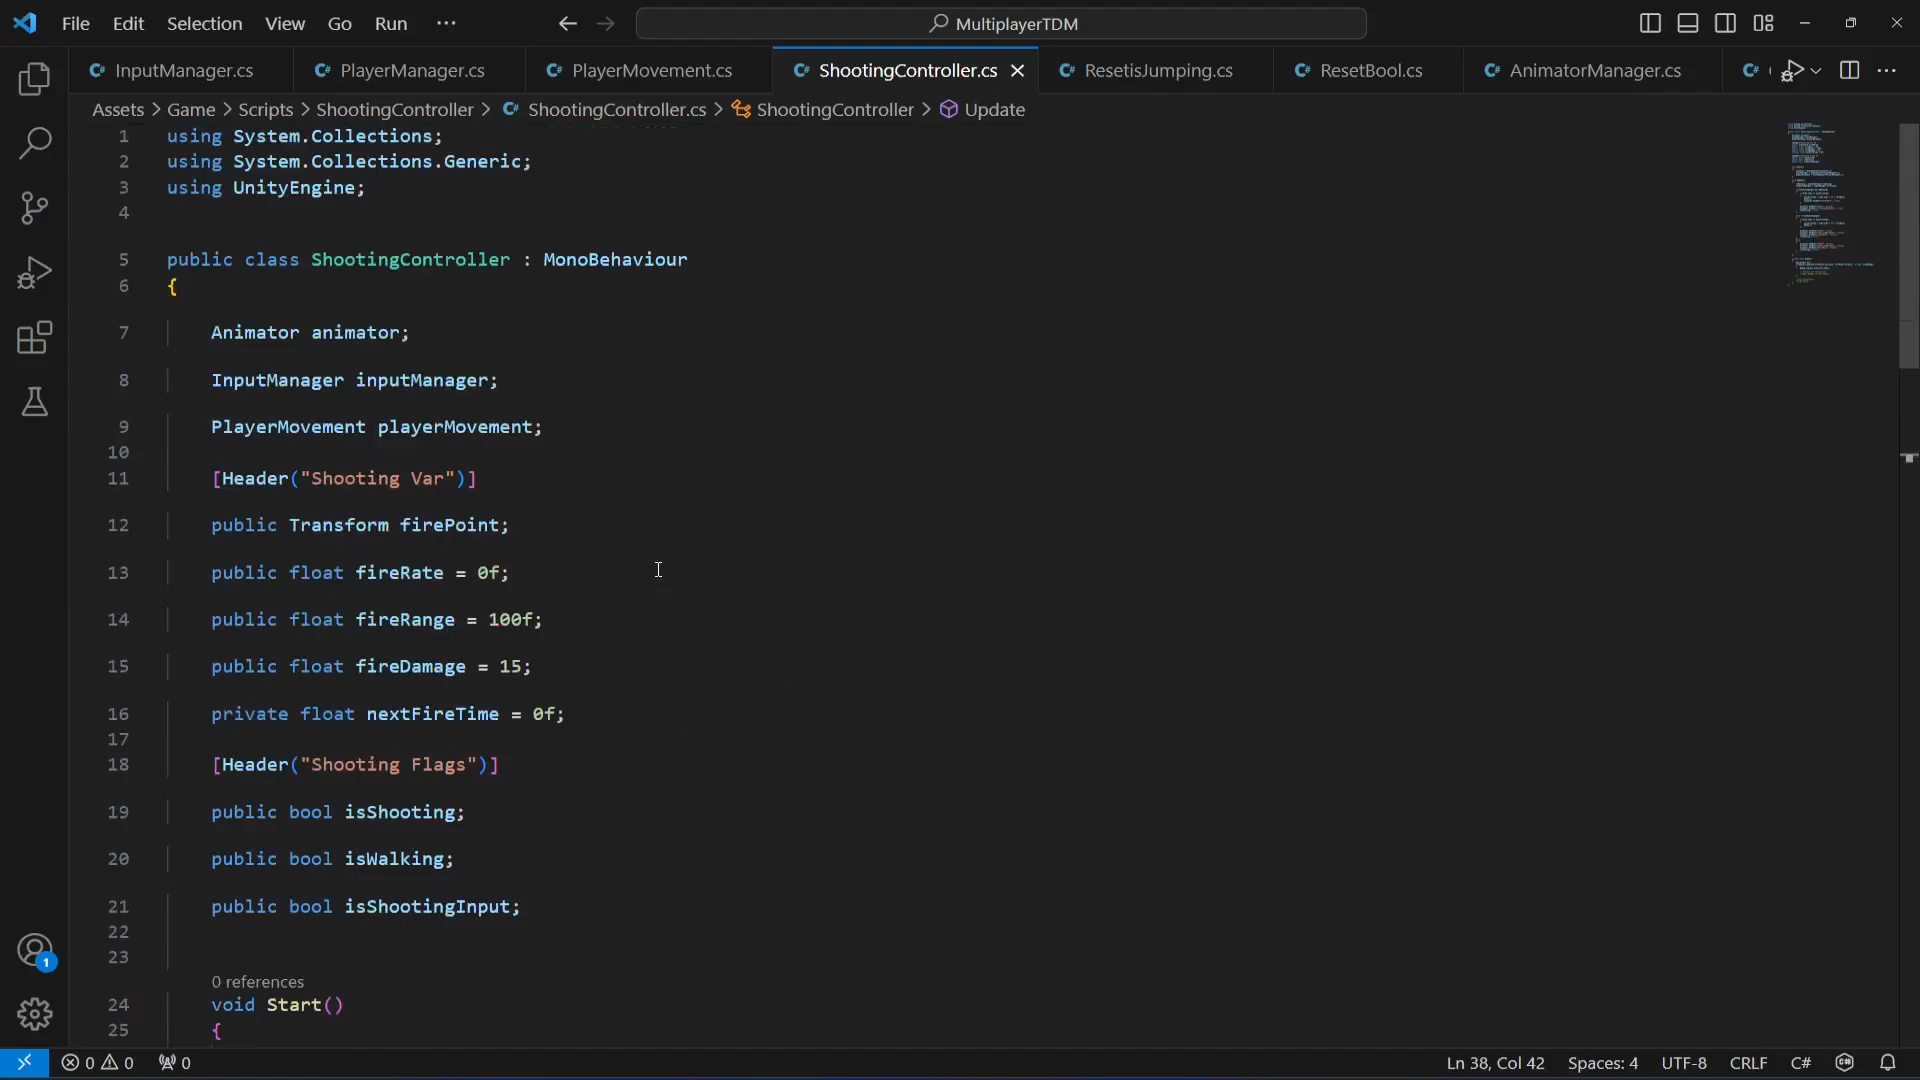 File Edit Selection View Go Run ··· MultiplayerTDM
InputManager.cs PlayerManager.cs PlayerMovement.cs ShootingController.cs ResetisJumping.cs ResetBool.cs AnimatorManager.cs
Assets > Game > Scripts > ShootingController > ShootingController.cs > ShootingController > Update
1 using System.Collections;
2 using System.Collections.Generic;
3 using UnityEngine;
4
5 public class ShootingController : MonoBehaviour
6 {
7 Animator animator;
8 InputManager inputManager;
9 PlayerMovement playerMovement;
10
11 [Header("Shooting Var")]
12 public Transform firePoint;
13 public float fireRate = 0f;
14 public float fireRange = 100f;
15 public float fireDamage = 15;
16 private float nextFireTime = 0f;
17
18 [Header("Shooting Flags")]
19 public bool isShooting;
20 public bool isWalking;
21 public bool isShootingInput;
22
23
0 references
24 void Start()
25 {
1
0 0 0 Ln 38, Col 42 Spaces: 4 UTF-8 CRLF C#